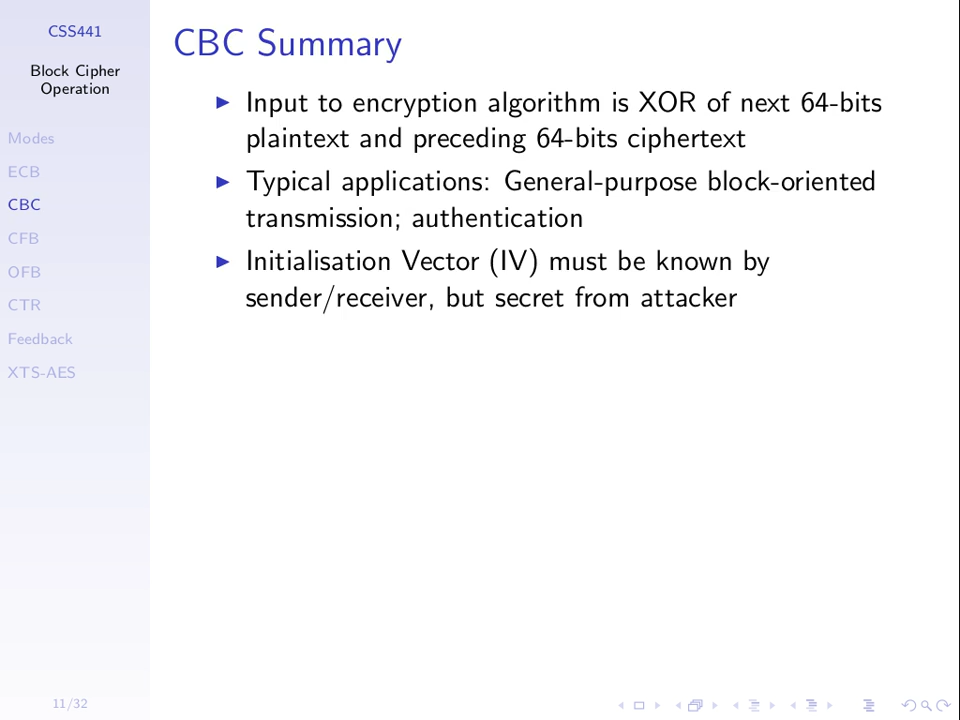 CSS441
Block Cipher
Operation
Modes
ECB
CBC
CFB
OFB
CTR
Feedback
XTS-AES
11/32
CBC Summary
Input to encryption algorithm is XOR of next 64-bits
plaintext and preceding 64-bits ciphertext
Typical applications: General-purpose block-oriented
transmission; authentication
Initialisation Vector (IV) must be known by
sender/receiver, but secret from attacker